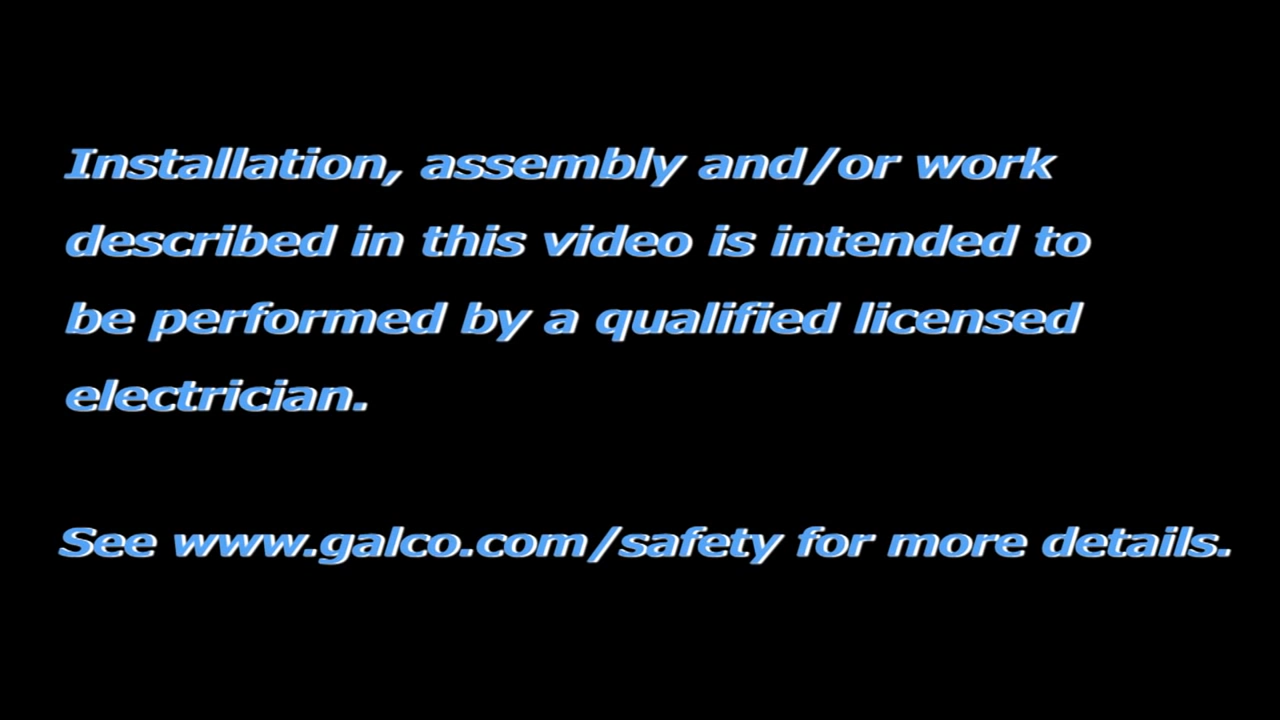 Installation, assembly and/or work
described in this video is intended to
be performed by a qualified licensed
electrician.
See www.galco.com/safety for more details.